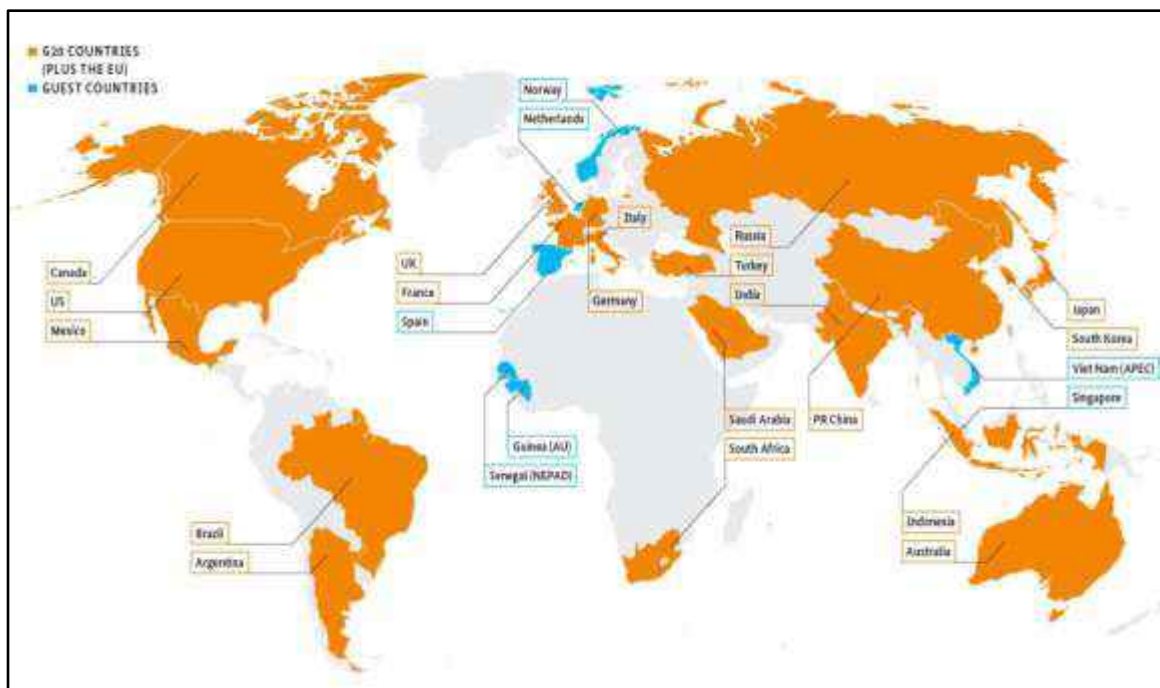 G20 COUNTRIES
(PLUS THE EU)
GUEST COUNTRIES
Norway
Netherlands
Italy
Russia
Turkey
India
UK
France
Spain
Germany
Canada
US
Mexico
Japan
South Korea
Viet Nam (APEC)
Singapore
Saudi Arabia
PR China
South Africa
Guinea (AU)
Senegal (NEPAD)
Brazil
Argentina
Indonesia
Australia